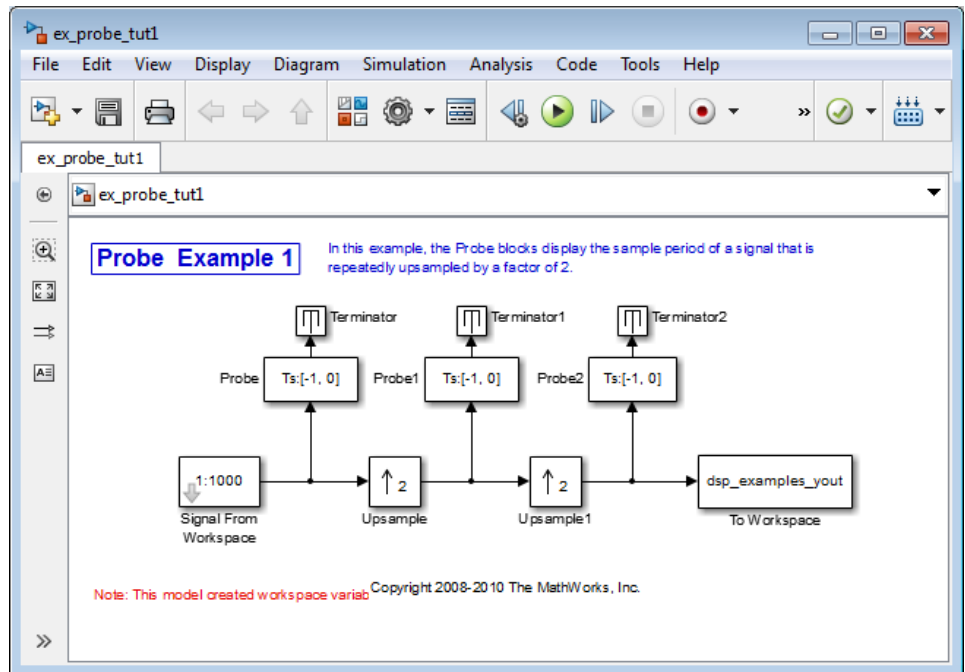 ex_probe_tut1
File Edit View Display Diagram Simulation Analysis Code Tools Help
»
ex_probe_tut1
ex_probe_tut1
Probe Example 1
In this example, the Probe blocks display the sample period of a signal that is
repeatedly upsampled by a factor of 2.
Terminator Terminator1 Terminator2
Probe Ts:[-1, 0] Probe1 Ts:[-1, 0] Probe2 Ts:[-1, 0]
1:1000 2 2 dsp_examples_yout
Signal From Upsample Upsample1 To Workspace
Workspace
Note: This model created workspace variab Copyright 2008-2010 The MathWorks, Inc.
A
»